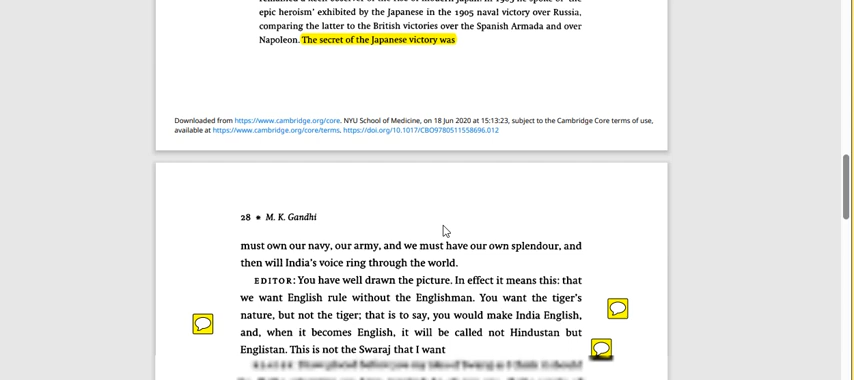 epic heroism' exhibited by the Japanese in the 1905 naval victory over Russia,
comparing the latter to the British victories over the Spanish Armada and over
Napoleon. The secret of the Japanese victory was
Downloaded from https://www.cambridge.org/core. NYU School of Medicine, on 18 Jun 2020 at 15:13:23, subject to the Cambridge Core terms of use,
available at https://www.cambridge.org/core/terms. https://doi.org/10.1017/CBO9780511558696.012
28 • M. K. Gandhi
must own our navy, our army, and we must have our own splendour, and
then will India's voice ring through the world.
EDITOR: You have well drawn the picture. In effect it means this: that
we want English rule without the Englishman. You want the tiger's
nature, but not the tiger; that is to say, you would make India English,
and, when it becomes English, it will be called not Hindustan but
Englistan. This is not the Swaraj that I want